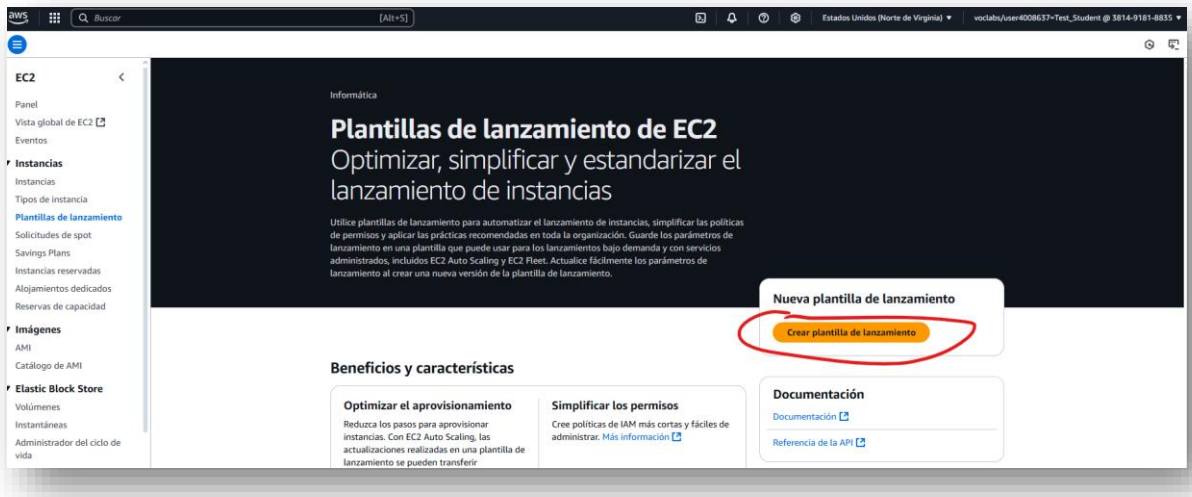 aws
Buscar
[Alt+S]
Estados Unidos (Norte de Virginia)
voclabs/user4008637=Test_Student @ 3814-9181-8835
EC2
Panel
Vista global de EC2
Eventos
Instancias
Instancias
Tipos de instancia
Plantillas de lanzamiento
Solicitudes de spot
Savings Plans
Instancias reservadas
Alojamientos dedicados
Reservas de capacidad
Imágenes
AMI
Catálogo de AMI
Elastic Block Store
Volúmenes
Instantáneas
Administrador del ciclo de
vida
Informática
Plantillas de lanzamiento de EC2
Optimizar, simplificar y estandarizar el
lanzamiento de instancias
Utilice plantillas de lanzamiento para automatizar el lanzamiento de instancias, simplificar las políticas
de permisos y aplicar las prácticas recomendadas en toda la organización. Guarde los parámetros de
lanzamiento en una plantilla que puede usar para los lanzamientos bajo demanda y con servicios
administrados, incluidos EC2 Auto Scaling y EC2 Fleet. Actualice fácilmente los parámetros de
lanzamiento al crear una nueva versión de la plantilla de lanzamiento.
Nueva plantilla de lanzamiento
Crear plantilla de lanzamiento
Beneficios y características
Optimizar el aprovisionamiento
Reduzca los pasos para aprovisionar
instancias. Con EC2 Auto Scaling, las
actualizaciones realizadas en una plantilla de
lanzamiento se pueden transferir
Simplificar los permisos
Cree políticas de IAM más cortas y fáciles de
administrar. Más información
Documentación
Documentación
Referencia de la API